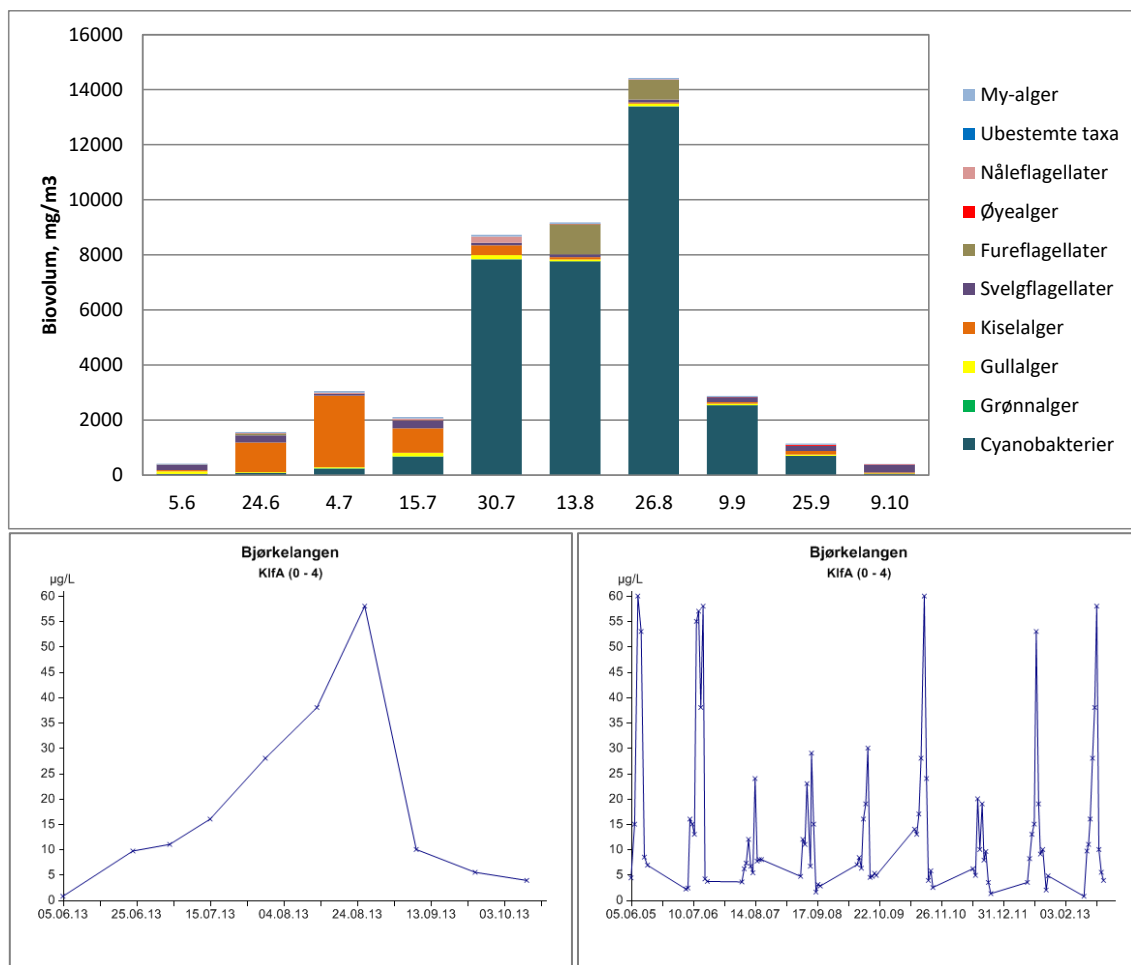 16000
14000
12000
10000
8000
6000
4000
2000
0
Biovolum, mg/m3
5.6 24.6 4.7 15.7 30.7 13.8 26.8 9.9 25.9 9.10
My-alger
Ubestemte taxa
Nåleflagellater
Øyealger
Fureflagellater
Svelgflagellater
Kiselalger
Gullalger
Grønnalger
Cyanobakterier
Bjørkelangen
KlfA (0 - 4)
µg/L
60
55
50
45
40
35
30
25
20
15
10
5
0
05.06.13 25.06.13 15.07.13 04.08.13 24.08.13 13.09.13 03.10.13
Bjørkelangen
KlfA (0 - 4)
µg/L
60
55
50
45
40
35
30
25
20
15
10
5
0
05.06.05 10.07.06 14.08.07 17.09.08 22.10.09 26.11.10 31.12.11 03.02.13